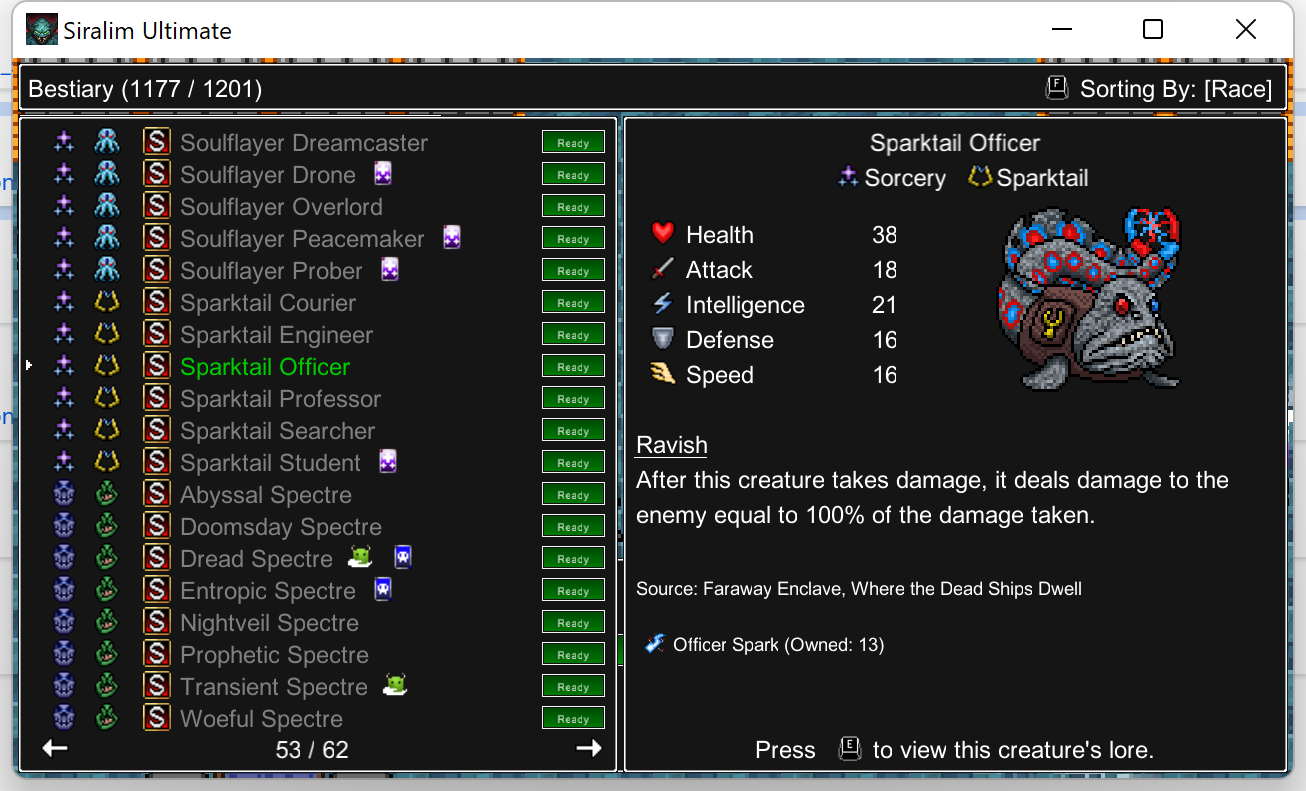 Siralim Ultimate
Bestiary (1177 / 1201)
F Sorting By: [Race]
S Soulflayer Dreamcaster Ready
S Soulflayer Drone Ready
S Soulflayer Overlord Ready
S Soulflayer Peacemaker Ready
S Soulflayer Prober Ready
S Sparktail Courier Ready
S Sparktail Engineer Ready
S Sparktail Officer Ready
S Sparktail Professor Ready
S Sparktail Searcher Ready
S Sparktail Student Ready
S Abyssal Spectre Ready
S Doomsday Spectre Ready
S Dread Spectre Ready
S Entropic Spectre Ready
S Nightveil Spectre Ready
S Prophetic Spectre Ready
S Transient Spectre Ready
S Woeful Spectre Ready
53 / 62
Sparktail Officer
Sorcery Sparktail
Health 38
Attack 18
Intelligence 21
Defense 16
Speed 16
Ravish
After this creature takes damage, it deals damage to the
enemy equal to 100% of the damage taken.
Source: Faraway Enclave, Where the Dead Ships Dwell
Officer Spark (Owned: 13)
Press E to view this creature's lore.